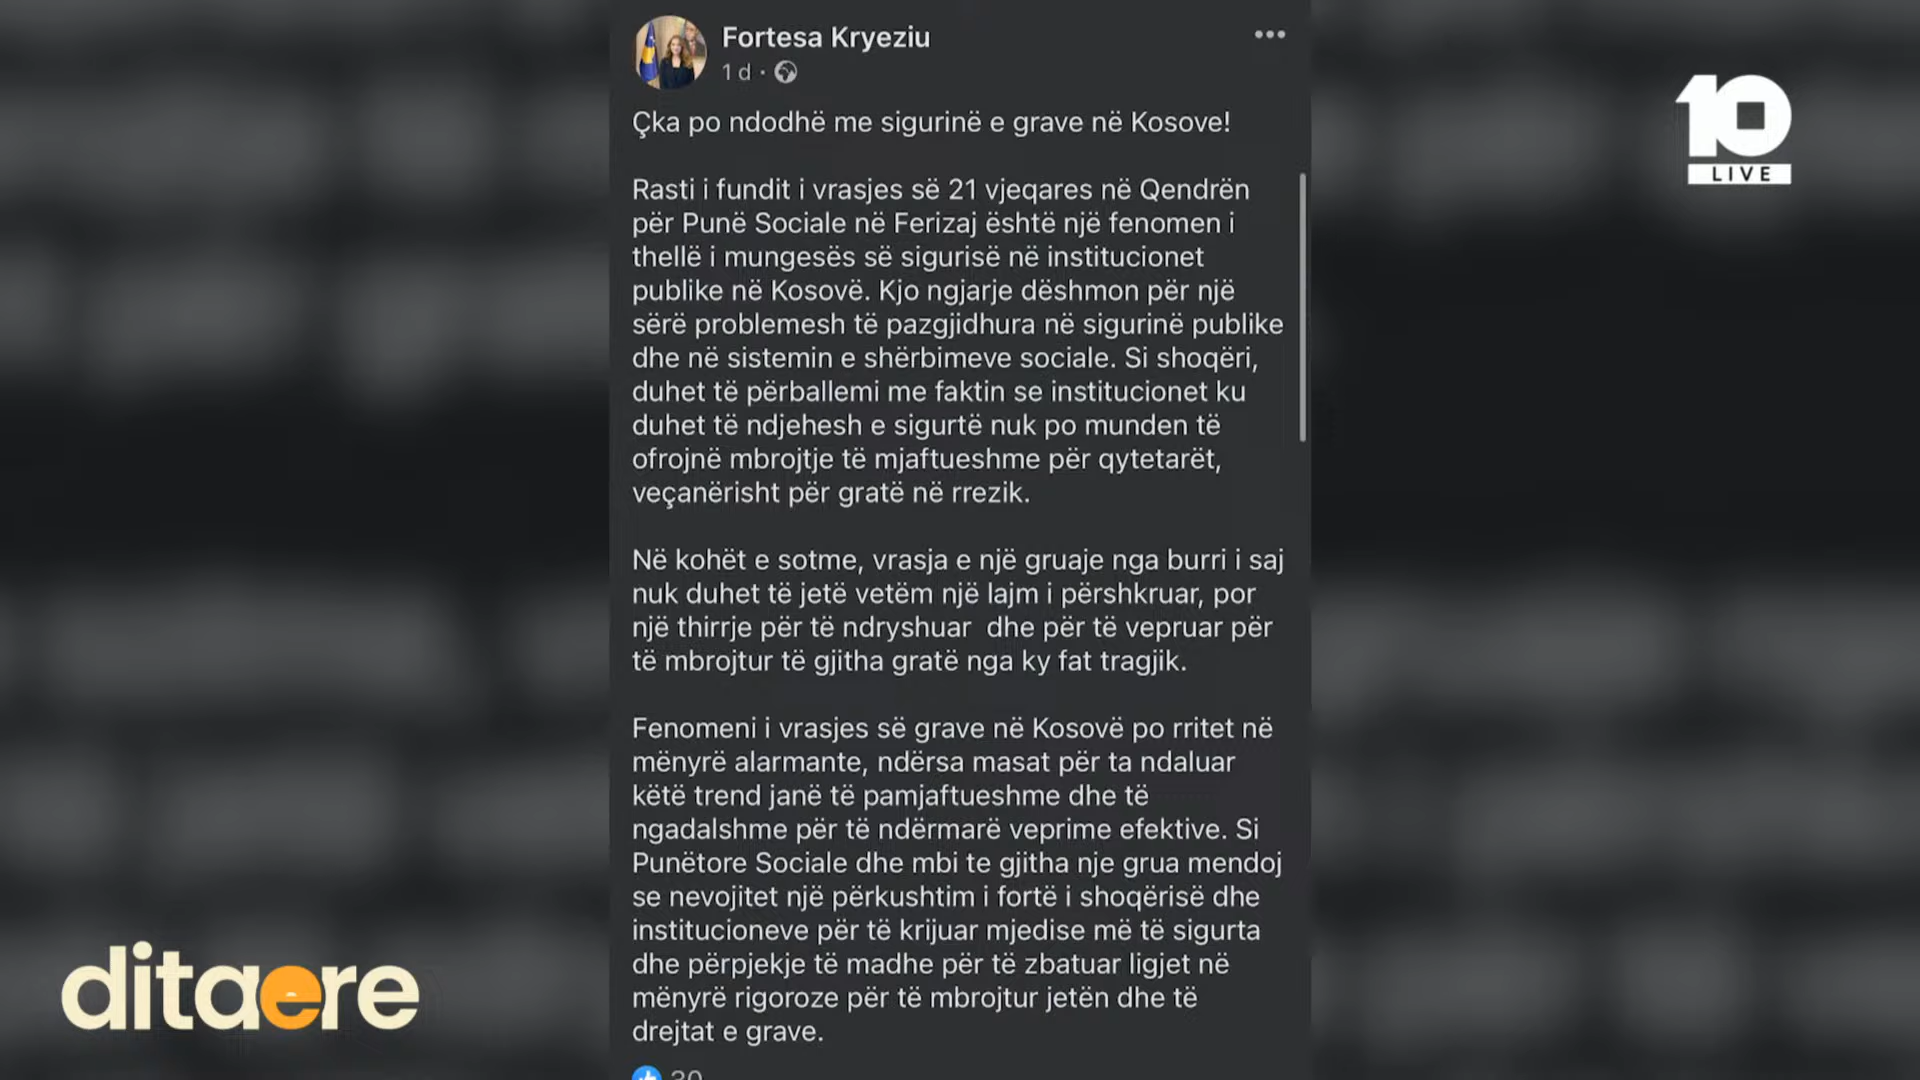 Fortesa Kryeziu
1 d ·
Çka po ndodhë me sigurinë e grave në Kosove!
Rasti i fundit i vrasjes së 21 vjeqares në Qendrën
për Punë Sociale në Ferizaj është një fenomen i
thellë i mungesës së sigurisë në institucionet
publike në Kosovë. Kjo ngjarje dëshmon për një
sërë problemesh të pazgjidhura në sigurinë publike
dhe në sistemin e shërbimeve sociale. Si shoqëri,
duhet të përballemi me faktin se institucionet ku
duhet të ndjehesh e sigurtë nuk po munden të
ofrojnë mbrojtje të mjaftueshme për qytetarët,
veçanërisht për gratë në rrezik.
Në kohët e sotme, vrasja e një gruaje nga burri i saj
nuk duhet të jetë vetëm një lajm i përshkruar, por
një thirrje për të ndryshuar  dhe për të vepruar për
të mbrojtur të gjitha gratë nga ky fat tragjik.
Fenomeni i vrasjes së grave në Kosovë po rritet në
mënyrë alarmante, ndërsa masat për ta ndaluar
këtë trend janë të pamjaftueshme dhe të
ngadalshme për të ndërmarë veprime efektive. Si
Punëtore Sociale dhe mbi te gjitha nje grua mendoj
se nevojitet një përkushtim i fortë i shoqërisë dhe
institucioneve për të krijuar mjedise më të sigurta
dhe përpjekje të madhe për të zbatuar ligjet në
mënyrë rigoroze për të mbrojtur jetën dhe të
drejtat e grave.
30
10
LIVE
ditaere